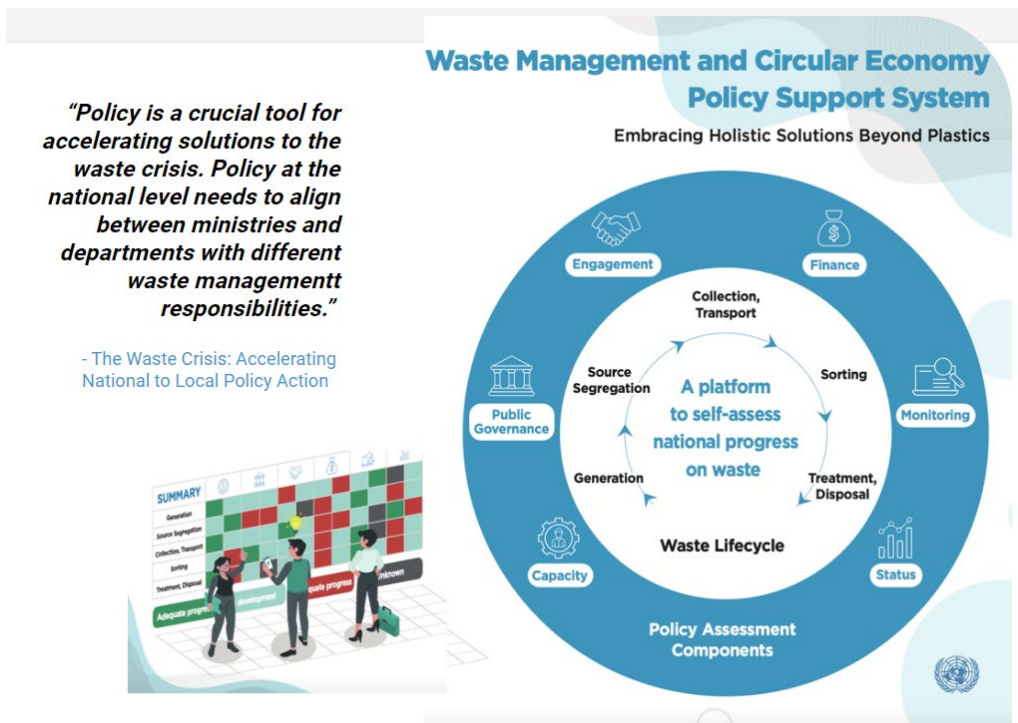 Waste Management and Circular Economy
Policy Support System
Embracing Holistic Solutions Beyond Plastics
“Policy is a crucial tool for
accelerating solutions to the
waste crisis. Policy at the
national level needs to align
between ministries and
departments with different
waste managementt
responsibilities.”
- The Waste Crisis: Accelerating
National to Local Policy Action
SUMMARY
Generation
Source Segregation
Collection, Transport
Sorting
Treatment, Disposal
Adequate progre
development
quate progress
nknown
Engagement
Finance
Public
Governance
Monitoring
Capacity
Status
Collection,
Transport
Source
Segregation
Sorting
Generation
Treatment,
Disposal
A platform
to self-assess
national progress
on waste
Waste Lifecycle
Policy Assessment
Components